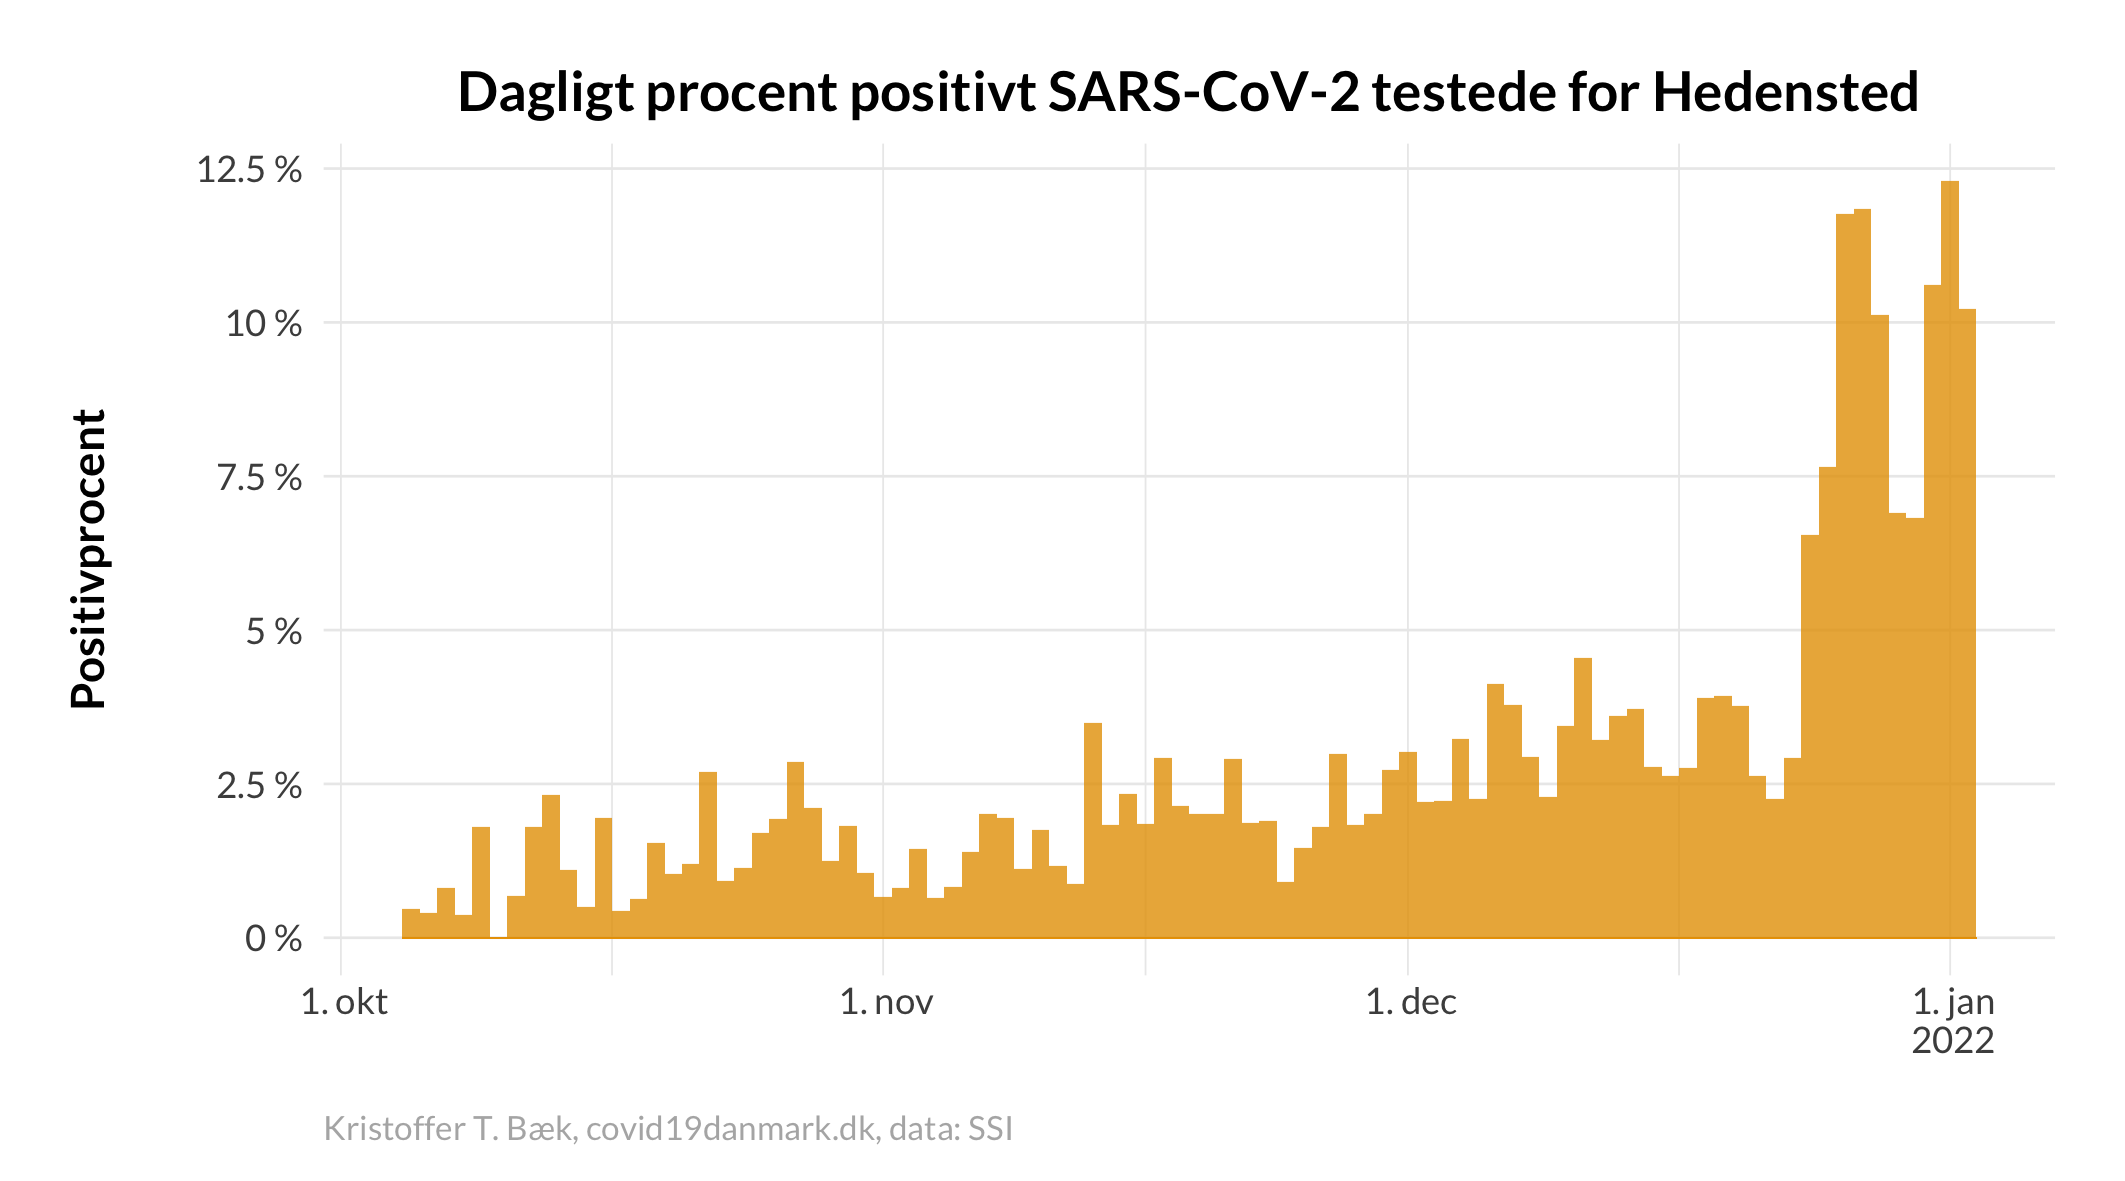 Dagligt procent positivt SARS-CoV-2 testede for Hedensted
Positivprocent
12.5 %
10 %
7.5 %
5 %
2.5 %
0 %
1. okt
1. nov
1. dec
1. jan
2022
Kristoffer T. Bæk, covid19danmark.dk, data: SSI